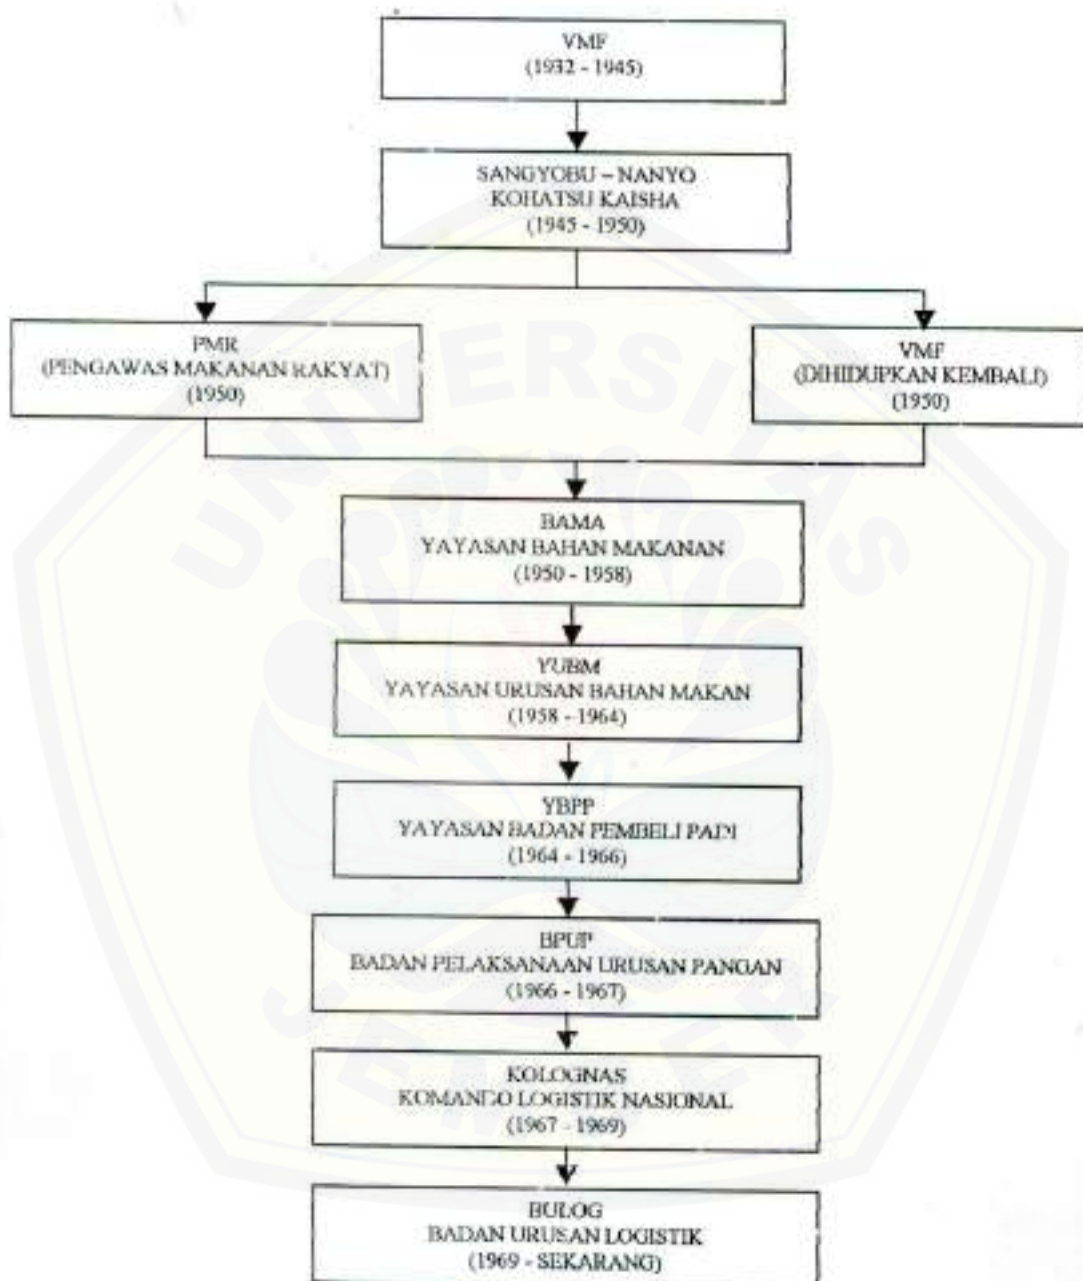 VMF
(1932 - 1945)
SANGYOBU – NANYO
KOHATSU KAISHA
(1945 - 1950)
PMR
(PENGAWAS MAKANAN RAKYAT)
(1950)
VMF
(DIHIDUPKAN KEMBALI)
(1950)
BAMA
YAYASAN BAHAN MAKANAN
(1950 - 1958)
YUBM
YAYASAN URUSAN BAHAN MAKAN
(1958 - 1964)
YBPP
YAYASAN BADAN PEMBELI PADI
(1964 - 1966)
BPUP
BADAN PELAKSANAAN URUSAN PANGAN
(1966 - 1967)
KOLOGNAS
KOMANDO LOGISTIK NASIONAL
(1967 - 1969)
BULOG
BADAN URUSAN LOGISTIK
(1969 - SEKARANG)
UNIVERSITAS
JEMBER